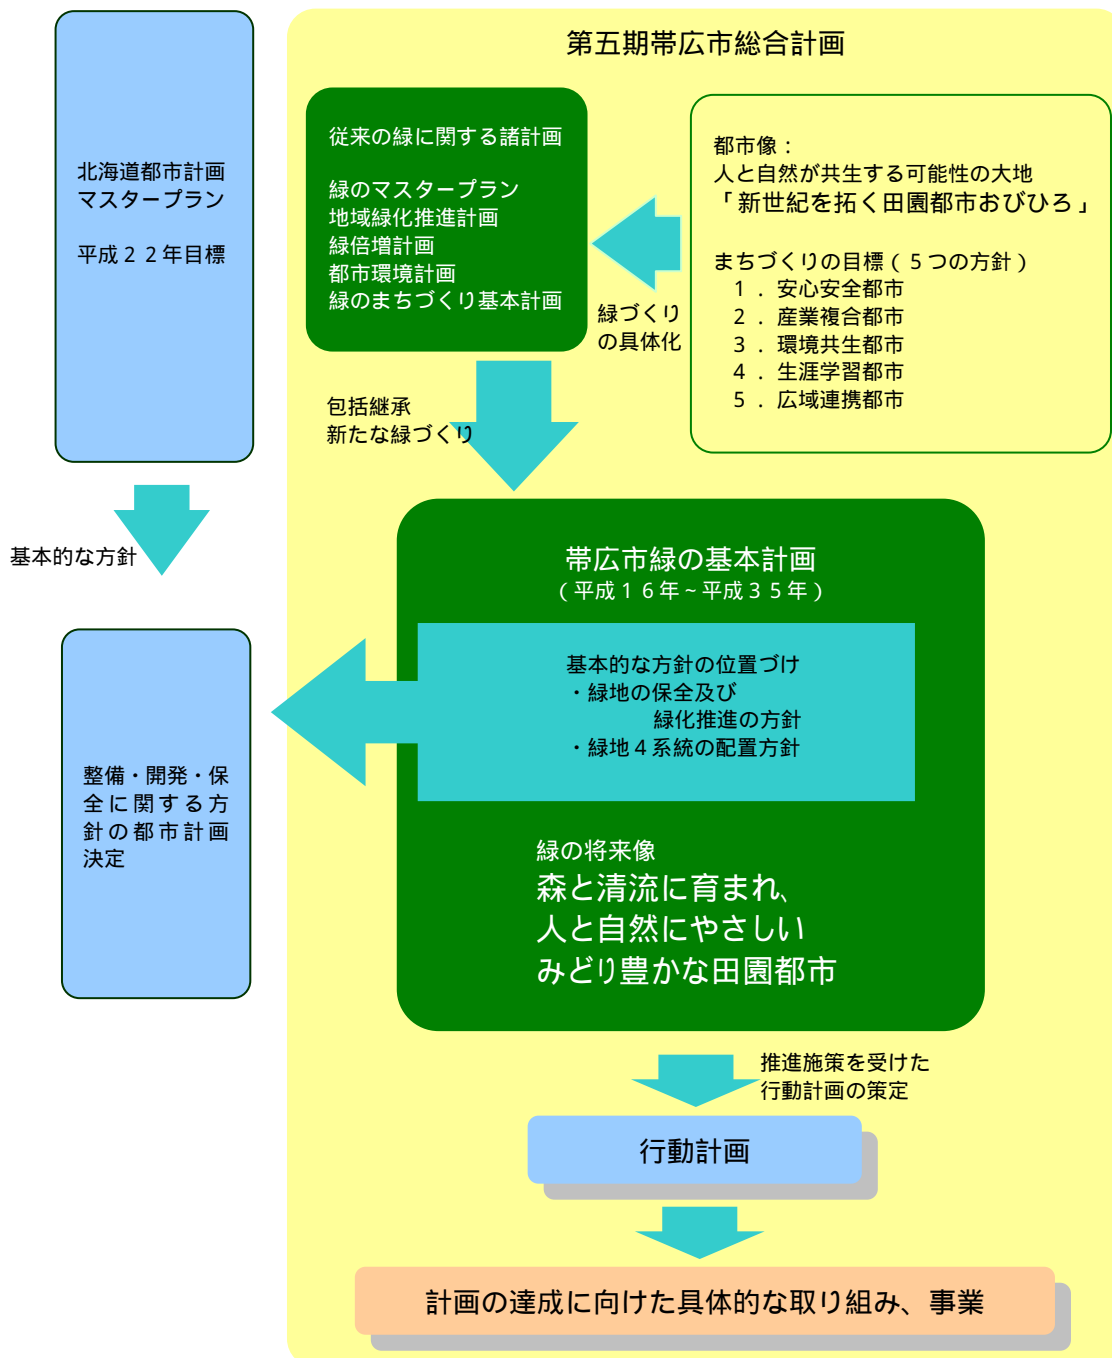 第五期帯広市総合計画
北海道都市計画
マスタープラン
平成２２年目標
従来の緑に関する諸計画
緑のマスタープラン
地域緑化推進計画
緑倍増計画
都市環境計画
緑のまちづくり基本計画
都市像：
人と自然が共生する可能性の大地
「新世紀を拓く田園都市おびひろ」
まちづくりの目標（５つの方針）
１．安心安全都市
２．産業複合都市
３．環境共生都市
４．生涯学習都市
５．広域連携都市
緑づくり
の具体化
包括継承
新たな緑づくり
基本的な方針
帯広市緑の基本計画
（平成１６年～平成３５年）
基本的な方針の位置づけ
・緑地の保全及び
緑化推進の方針
・緑地４系統の配置方針
整備・開発・保
全に関する方
針の都市計画
決定
緑の将来像
森と清流に育まれ、
人と自然にやさしい
みどり豊かな田園都市
推進施策を受けた
行動計画の策定
行動計画
計画の達成に向けた具体的な取り組み、事業